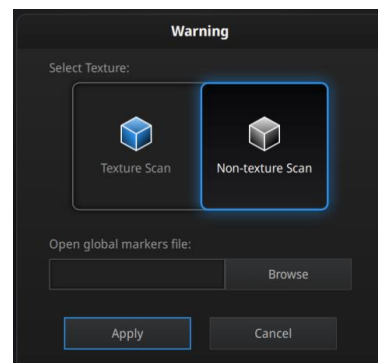 Warning
Select Texture:
Texture Scan
Non-texture Scan
Open global markers file:
Browse
Apply
Cancel